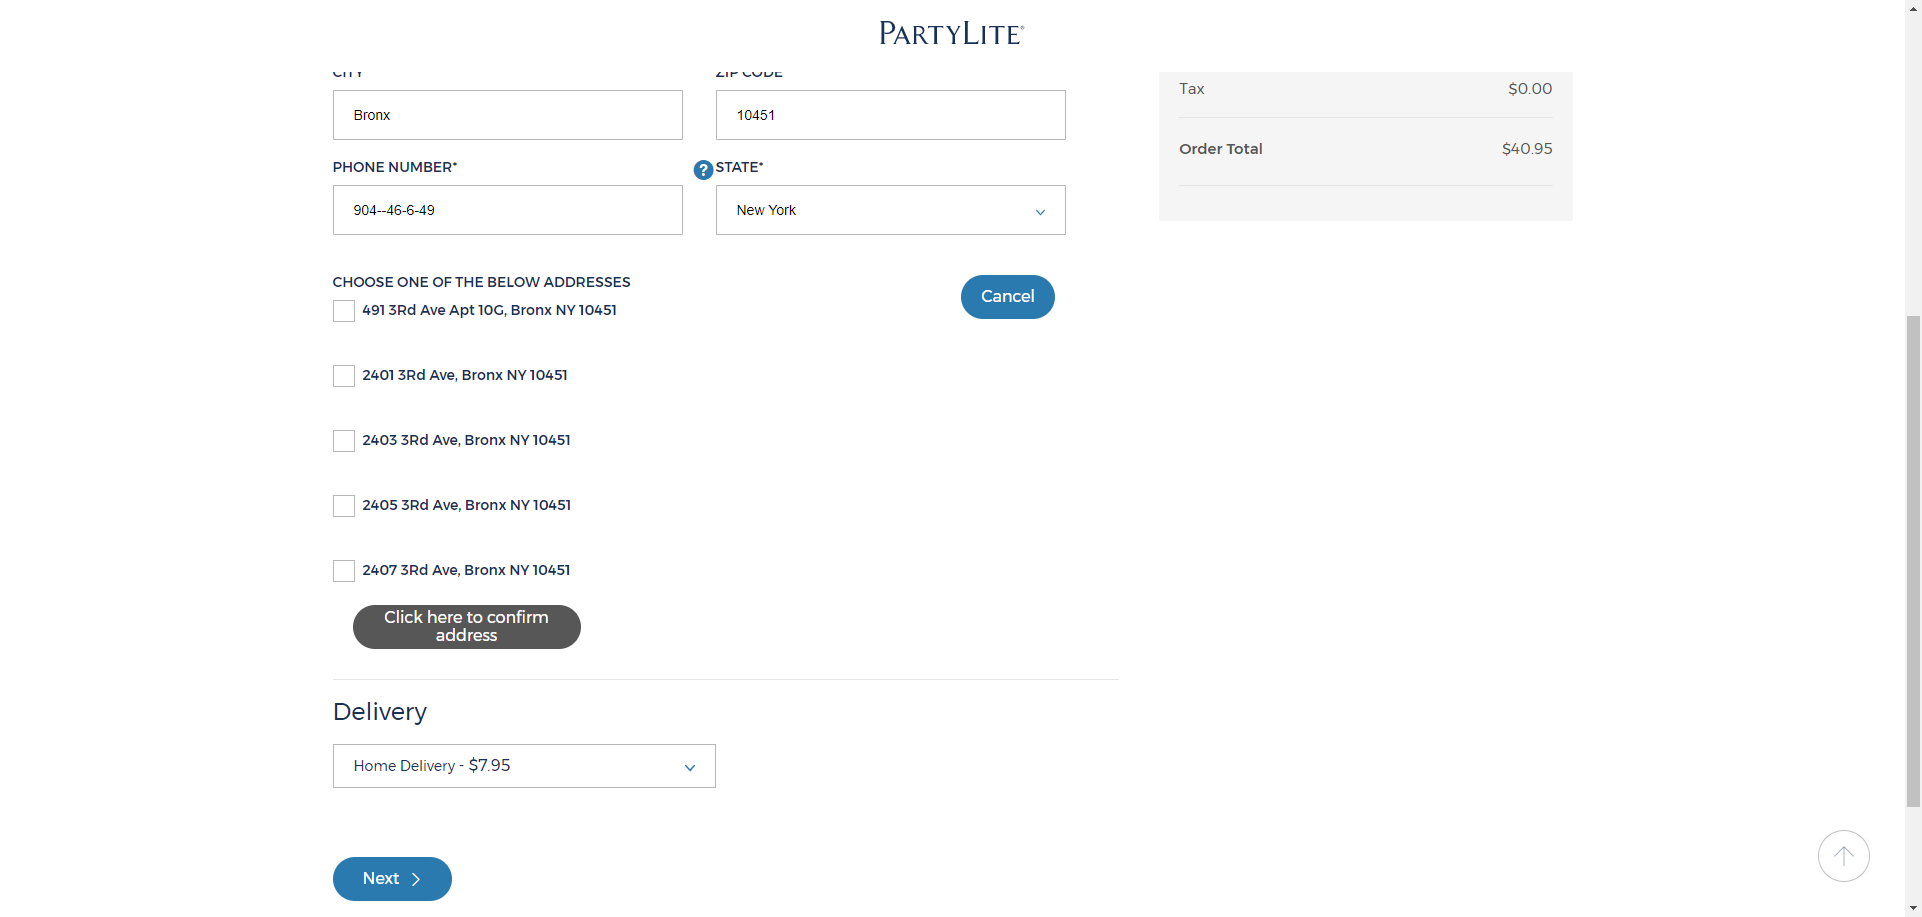 PARTYLITE®
CITY
ZIP CODE
Bronx
10451
PHONE NUMBER*
? STATE*
904--46-6-49
New York
CHOOSE ONE OF THE BELOW ADDRESSES
Cancel
491 3Rd Ave Apt 10G, Bronx NY 10451
2401 3Rd Ave, Bronx NY 10451
2403 3Rd Ave, Bronx NY 10451
2405 3Rd Ave, Bronx NY 10451
2407 3Rd Ave, Bronx NY 10451
Click here to confirm
address
Delivery
Home Delivery - $7.95
Next
Tax $0.00
Order Total $40.95